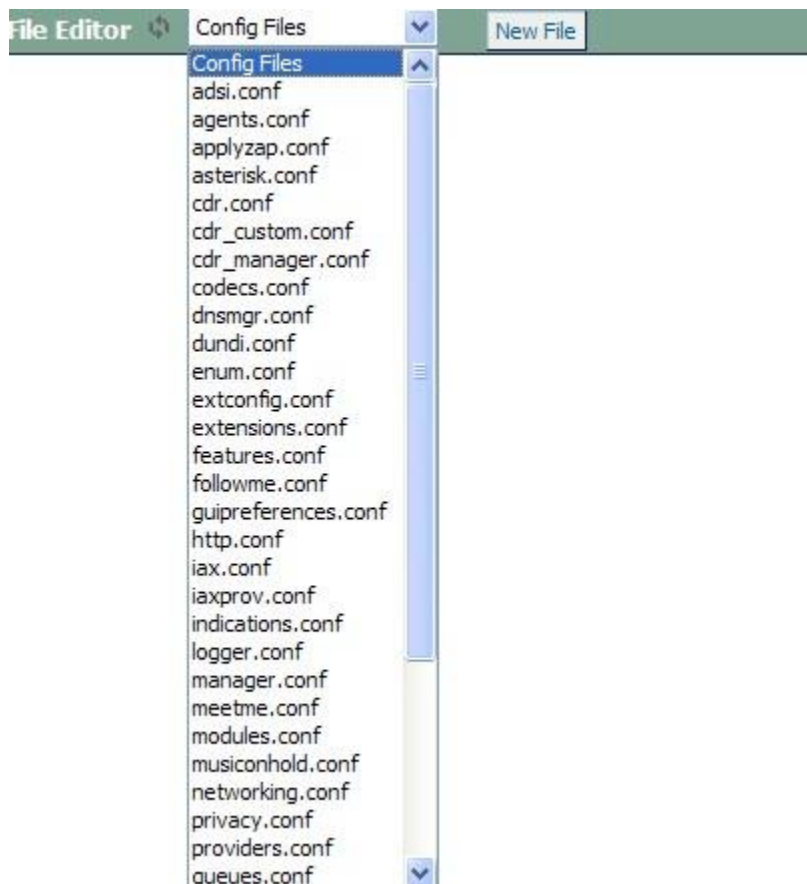 File Editor Config Files New File
Config Files
adsi.conf
agents.conf
applyzap.conf
asterisk.conf
cdr.conf
cdr_custom.conf
cdr_manager.conf
codecs.conf
dnsmgr.conf
dundi.conf
enum.conf
extconfig.conf
extensions.conf
features.conf
followme.conf
guipreferences.conf
http.conf
iax.conf
iaxprov.conf
indications.conf
logger.conf
manager.conf
meetme.conf
modules.conf
musiconhold.conf
networking.conf
privacy.conf
providers.conf
queues.conf